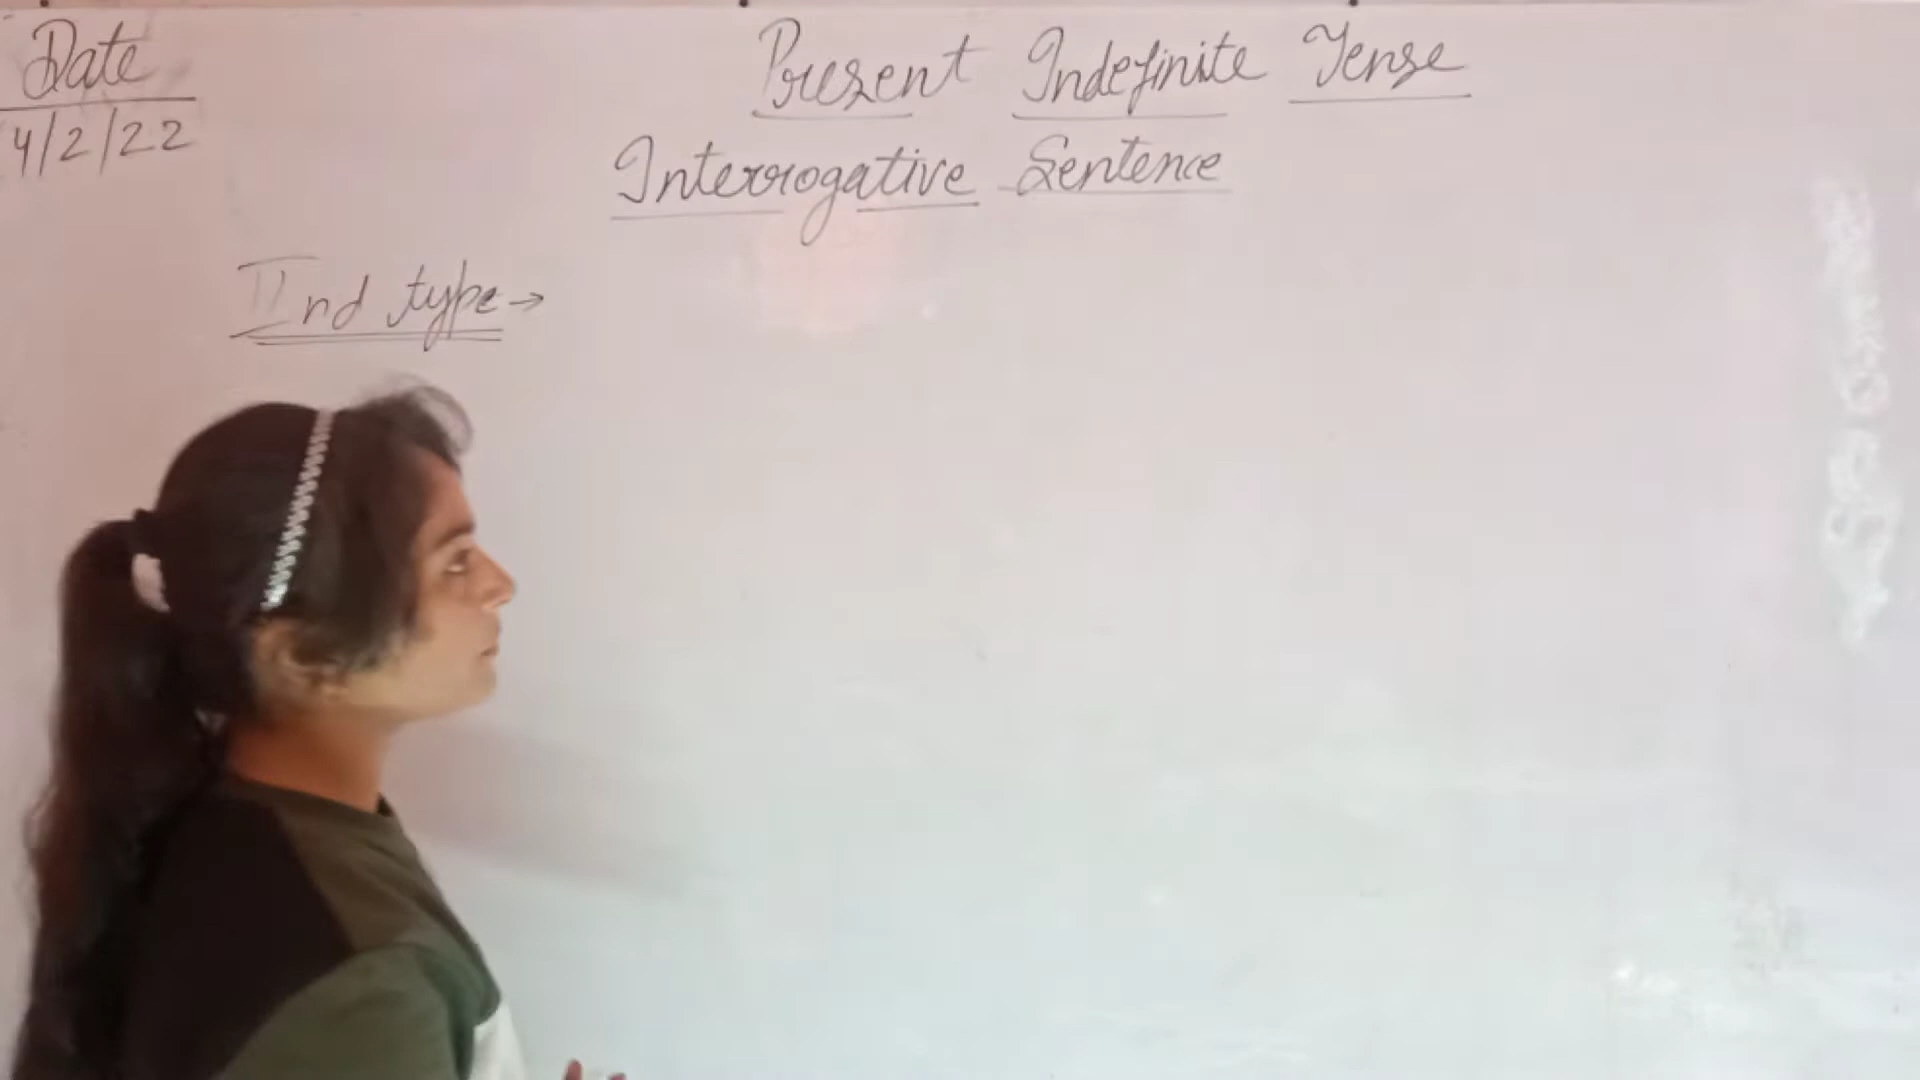 Date
4/2/22
Present Indefinite Tense
Interrogative Sentence
IInd type →